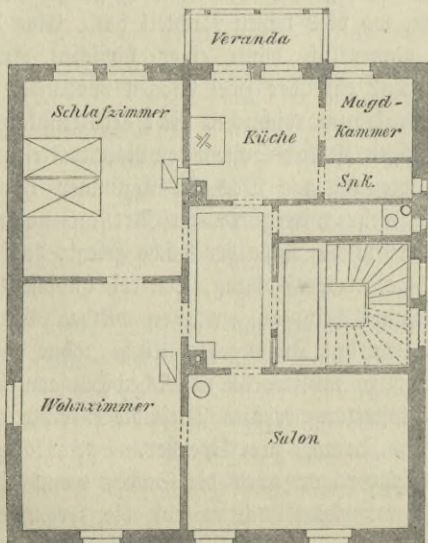 Veranda
Schlafzimmer
Küche
Magd-
Kammer
Spk.
Wohnzimmer
Salon